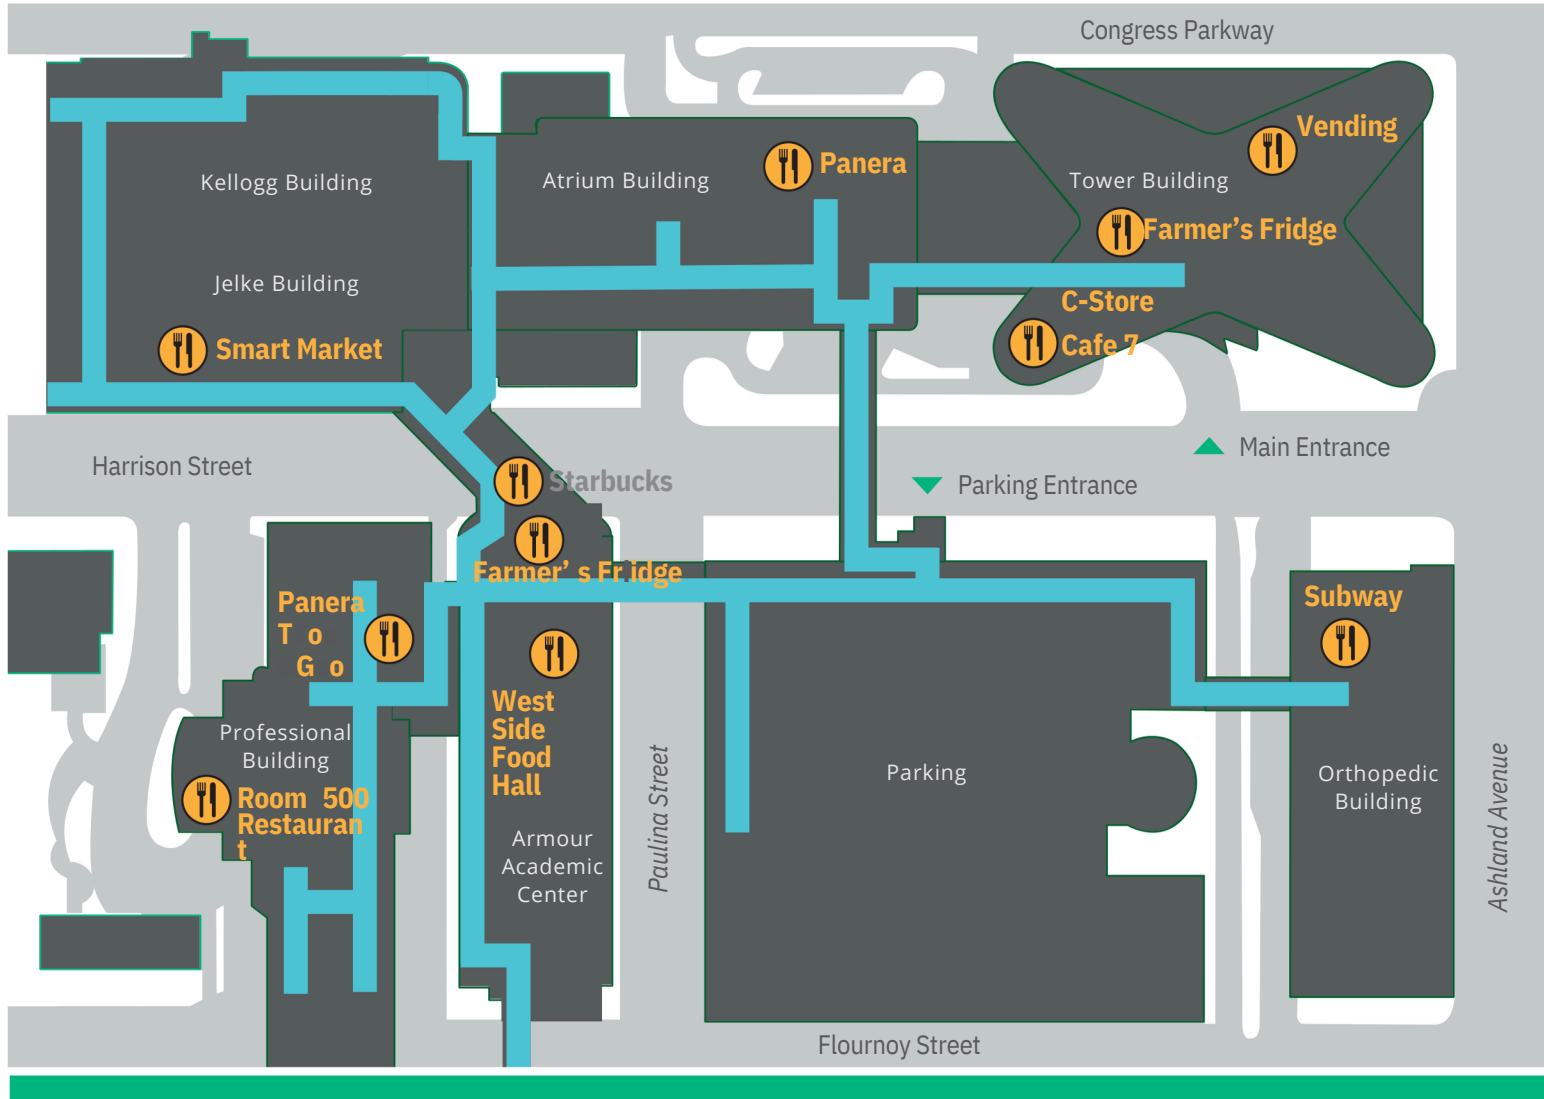 Congress Parkway
Vending
Kellogg Building
Atrium Building
Panera
Tower Building
Farmer’s Fridge
Jelke Building
C-Store
Smart Market
Cafe 7
Harrison Street
Main Entrance
Starbucks
Parking Entrance
Farmer’ s Fr idge
Panera
T o
G o
Subway
West
Side
Food
Hall
Professional
Building
Room 500
Restauran
t
Armour
Academic
Center
Paulina Street
Parking
Orthopedic
Building
Ashland Avenue
Flournoy Street